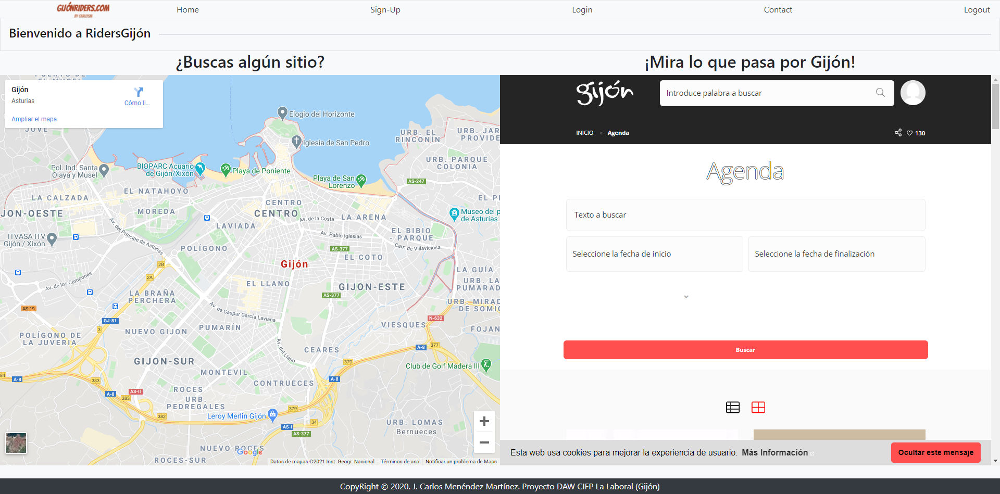 GIJÓNRIDERS.COM
BY CARLOSM
Home
Sign-Up
Login
Contact
Logout
Bienvenido a RidersGijón
¿Buscas algún sitio?
¡Mira lo que pasa por Gijón!
Gijón
Asturias
Cómo ll...
Ampliar el mapa
JOVE
Elogio del Horizonte
Iglesia de San Pedro
URB. EL
RINCONÍN
URB. JAR
PROVIDE
URB. PARQUE
COLONIA
Pol. Ind. Santa
Olaya y Musel
BIOPARC Acuario
de Gijón/Xixón
Playa de Poniente
Playa de San
Lorenzo
AS-247
EL NATAHOYO
LA CALZADA
CENTRO
CENTRO
EL P
JON-OESTE
MOREDA
LA ARENA
Museo del p
de Asturias
Av. de la Costa
LAVIADA
EL BIBIO
- PARQUE
Av. del Príncipe de Asturias
Av. Pablo Iglesias
ITVASA ITV
Gijón / Xixón
POLÍGONO
AS-377
Carr. de Villaviciosa
EL COTO
2B
Gijón
LA GUÍA
2A
Av. de los Campones
EL LLANO
GIJON-ESTE
URB. LA
PUMARAD
LA BRAÑA
PERCHERA
AS-377
URB. MIRAD
DE SOMIO
AS-19
Av. de Gaspar García Laviana
GJ-81
N-632
3
NUEVO GIJON
PUMARÍN
VIESQUES
FOJAN
POLÍGONO DE
LA JUVERIA
Av. del Llano
CEARES
A-8
377
GIJON-SUR
379
Club de Golf Madera III
MONTEVIL
84
A-8
383
A-8
CONTRUECES
AS-II
ROCES
A-8
383
URB.
PEDREGALES
379
382
Leroy Merlin Gijón
34
URB. LOMAS
Bernueces
AS-I
AS-377
NUEVO ROCES
Google
ROCES-SUR
Datos de mapas ©2021 Inst. Geogr. Nacional
Términos de uso
Notificar un problema de Maps
gijón
Introduce palabra a buscar
INICIO » Agenda
130
Agenda
Texto a buscar
Seleccione la fecha de inicio
Seleccione la fecha de finalización
Buscar
Esta web usa cookies para mejorar la experiencia de usuario. Más Información
Ocultar este mensaje
CopyRight © 2020. J. Carlos Menéndez Martínez. Proyecto DAW CIFP La Laboral (Gijón)